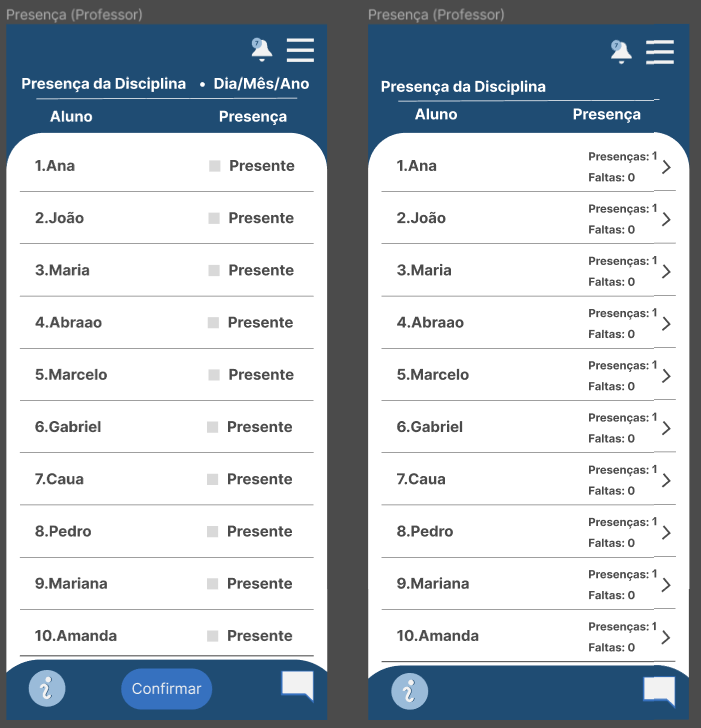 Presença (Professor)
?
Presença da Disciplina • Dia/Mês/Ano
Aluno Presença
1.Ana Presente
2.João Presente
3.Maria Presente
4.Abraao Presente
5.Marcelo Presente
6.Gabriel Presente
7.Caua Presente
8.Pedro Presente
9.Mariana Presente
10.Amanda Presente
i Confirmar
Presença (Professor)
?
Presença da Disciplina
Aluno Presença
1.Ana Presenças: 1
Faltas: 0
2.João Presenças: 1
Faltas: 0
3.Maria Presenças: 1
Faltas: 0
4.Abraao Presenças: 1
Faltas: 0
5.Marcelo Presenças: 1
Faltas: 0
6.Gabriel Presenças: 1
Faltas: 0
7.Caua Presenças: 1
Faltas: 0
8.Pedro Presenças: 1
Faltas: 0
9.Mariana Presenças: 1
Faltas: 0
10.Amanda Presenças: 1
Faltas: 0
i